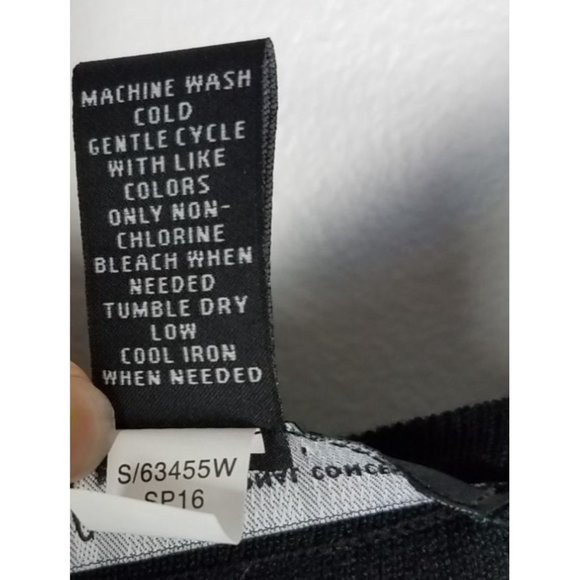 MACHINE WASH
COLD
GENTLE CYCLE
WITH LIKE
COLORS
ONLY NON-
CHLORINE
BLEACH WHEN
NEEDED
TUMBLE DRY
LOW
COOL IRON
WHEN NEEDED
S/63455W
SP16